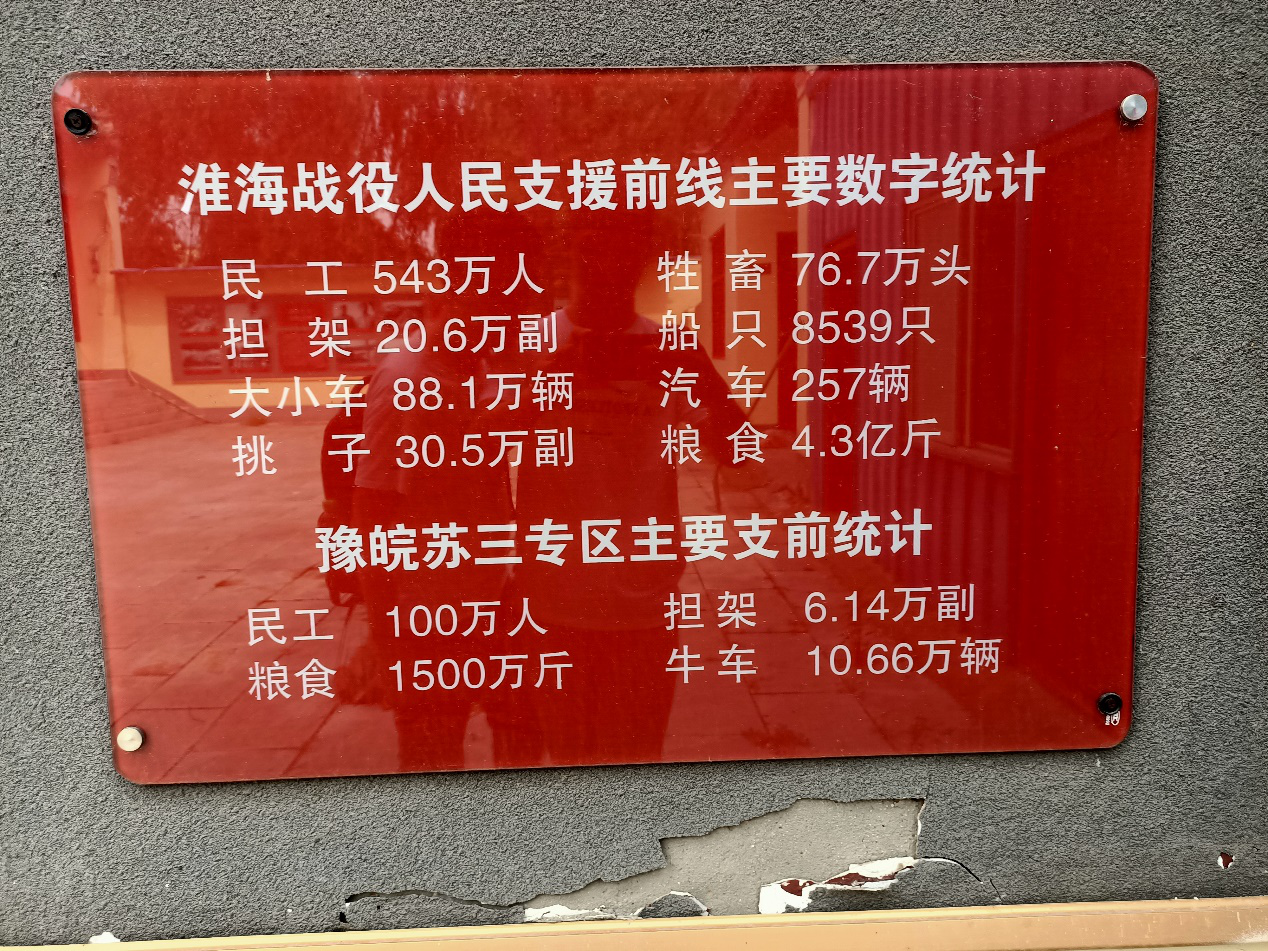 淮海战役人民支援前线主要数字统计
民 工 543万人 牲 畜 76.7万头
担 架 20.6万副 船 只 8539只
大小车 88.1万辆 汽 车 257辆
挑 子 30.5万副 粮 食 4.3亿斤
豫皖苏三专区主要支前统计
民工 100万人 担架 6.14万副
粮食 1500万斤 牛车 10.66万辆